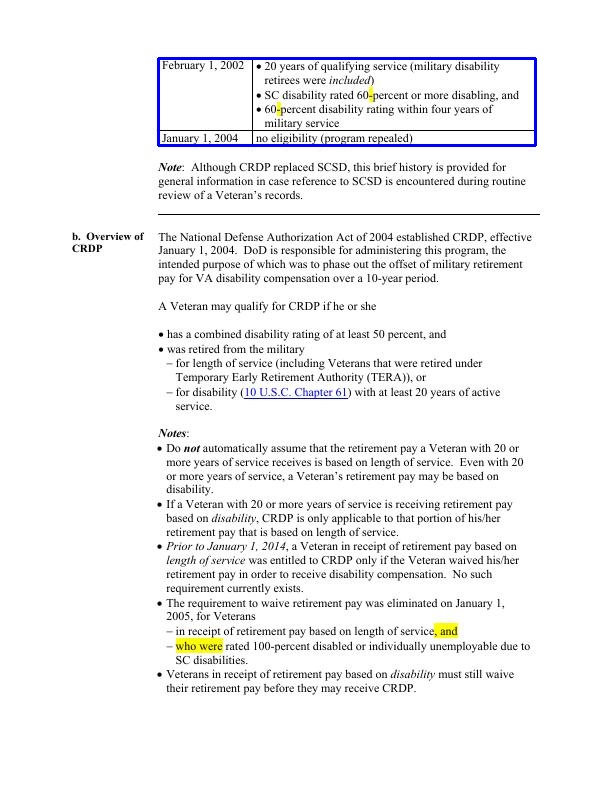 February 1, 2002
• 20 years of qualifying service (military disability
retirees were included)
• SC disability rated 60-percent or more disabling, and
• 60-percent disability rating within four years of
military service
January 1, 2004
no eligibility (program repealed)
Note:  Although CRDP replaced SCSD, this brief history is provided for
general information in case reference to SCSD is encountered during routine
review of a Veteran's records.
b.  Overview of
CRDP
The National Defense Authorization Act of 2004 established CRDP, effective
January 1, 2004.  DoD is responsible for administering this program, the
intended purpose of which was to phase out the offset of military retirement
pay for VA disability compensation over a 10-year period.
A Veteran may qualify for CRDP if he or she
• has a combined disability rating of at least 50 percent, and
• was retired from the military
− for length of service (including Veterans that were retired under
Temporary Early Retirement Authority (TERA)), or
− for disability (10 U.S.C. Chapter 61) with at least 20 years of active
service.
Notes:
• Do not automatically assume that the retirement pay a Veteran with 20 or
more years of service receives is based on length of service.  Even with 20
or more years of service, a Veteran's retirement pay may be based on
disability.
• If a Veteran with 20 or more years of service is receiving retirement pay
based on disability, CRDP is only applicable to that portion of his/her
retirement pay that is based on length of service.
• Prior to January 1, 2014, a Veteran in receipt of retirement pay based on
length of service was entitled to CRDP only if the Veteran waived his/her
retirement pay in order to receive disability compensation.  No such
requirement currently exists.
• The requirement to waive retirement pay was eliminated on January 1,
2005, for Veterans
− in receipt of retirement pay based on length of service, and
− who were rated 100-percent disabled or individually unemployable due to
SC disabilities.
• Veterans in receipt of retirement pay based on disability must still waive
their retirement pay before they may receive CRDP.